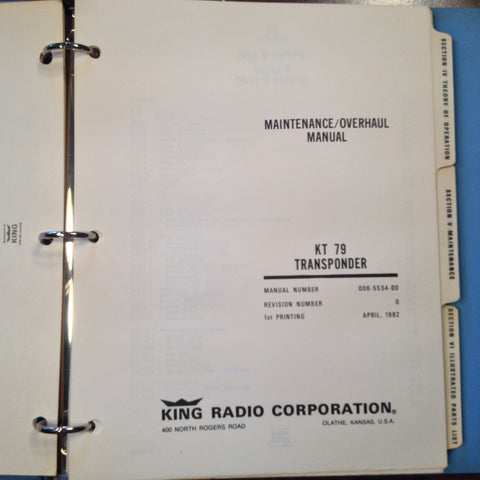 MAINTENANCE/OVERHAUL
MANUAL
KT 79
TRANSPONDER
MANUAL NUMBER 006-5534-00
REVISION NUMBER 0
1st PRINTING APRIL, 1982
KING RADIO CORPORATION®
400 NORTH ROGERS ROAD OLATHE, KANSAS, U.S.A.
SECTION IV THEORY OF OPERATION
SECTION V MAINTENANCE
SECTION VI ILLUSTRATED PARTS LIST
KING